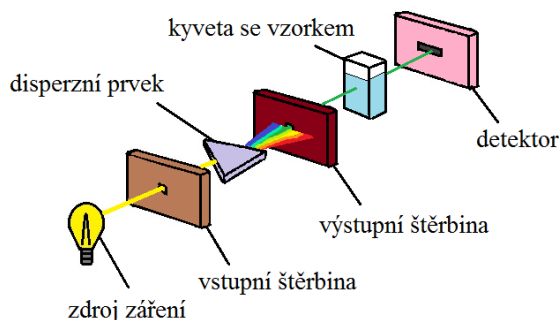 kyveta se vzorkem
disperzní prvek
detektor
výstupní štěrbina
vstupní štěrbina
zdroj záření